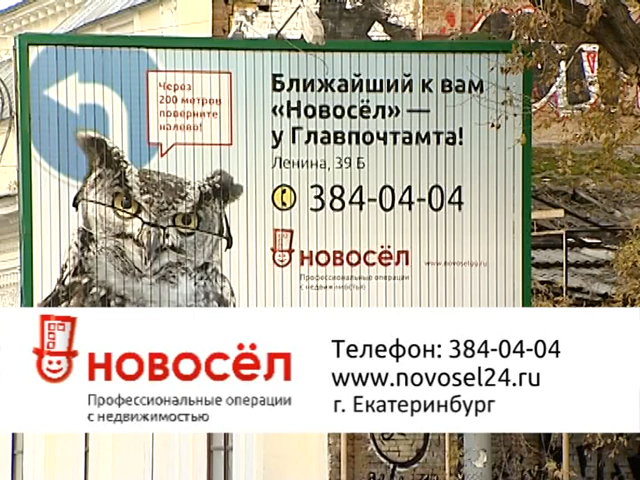 Через
200 метров
поверните
налево!
Ближайший к вам
«Новосёл» —
у Главпочтамта!
Ленина, 39 Б
384-04-04
НОВОСЁЛ
Профессиональные операции
с недвижимостью
НОВОСЁЛ
Профессиональные операции
с недвижимостью
Телефон: 384-04-04
www.novosel24.ru
г. Екатеринбург